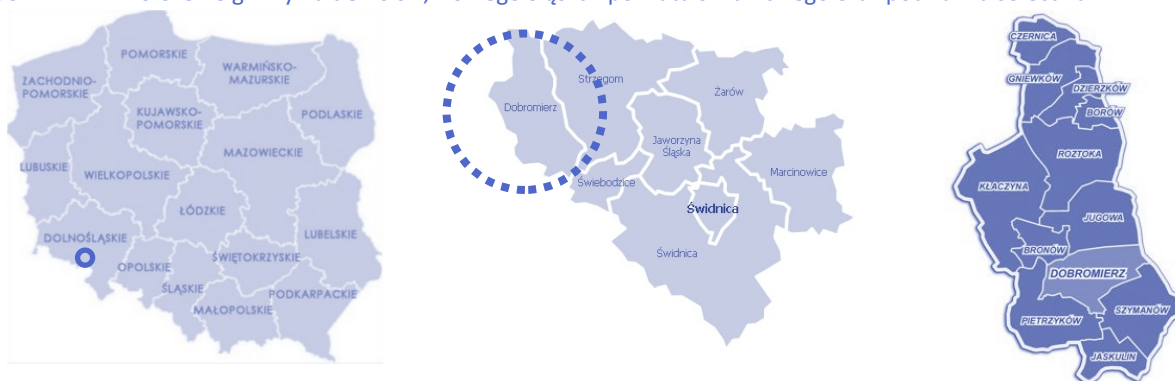 POMORSKIE
WARMIŃSKO-
MAZURSKIE
ZACHODNIO-
POMORSKIE
KUJAWSKO-
POMORSKIE
PODLASKIE
MAZOWIECKIE
LUBUSKIE
WIELKOPOLSKIE
ŁÓDZKIE
LUBELSKIE
DOLNOŚLĄSKIE
OPOLSKIE
ŚWIĘTOKRZYSKIE
ŚLĄSKIE
PODKARPACKIE
MAŁOPOLSKIE
Strzegom
Dobromierz
Żarów
Jaworzyna
Śląska
Marcinowice
Świebodzice
Świdnica
Świdnica
CZERNICA
GNIEWKÓW
DZIERZKÓW
BORÓW
ROZTOKA
KŁACZYNA
JUGOWA
BRONÓW
DOBROMIERZ
SZYMANÓW
PIETRZYKÓW
JASKULIN